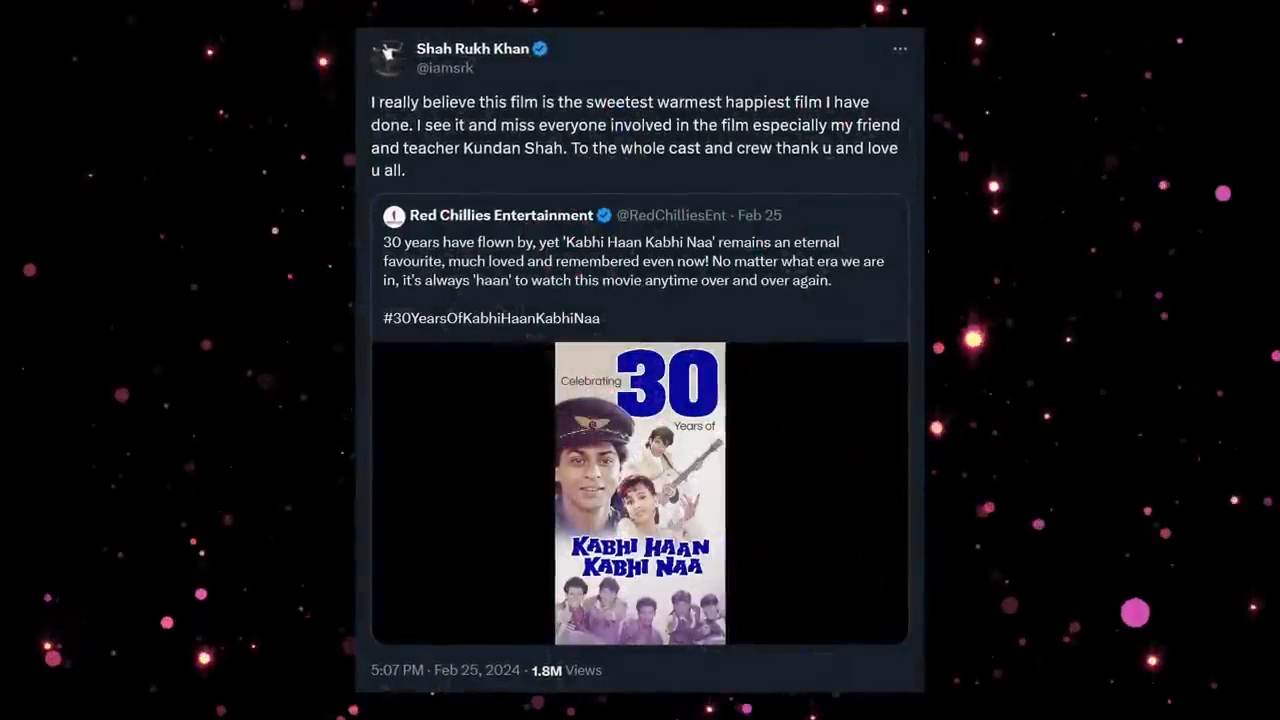 Shah Rukh Khan
@iamsrk
I really believe this film is the sweetest warmest happiest film I have
done. I see it and miss everyone involved in the film especially my friend
and teacher Kundan Shah. To the whole cast and crew thank u and love
u all.
Red Chillies Entertainment @RedChilliesEnt · Feb 25
30 years have flown by, yet 'Kabhi Haan Kabhi Naa' remains an eternal
favourite, much loved and remembered even now! No matter what era we are
in, it's always 'haan' to watch this movie anytime over and over again.
#30YearsOfKabhiHaanKabhiNaa
Celebrating 30
Years of
KABHI HAAN
KABHI NAA
5:07 PM · Feb 25, 2024 · 1.8M Views